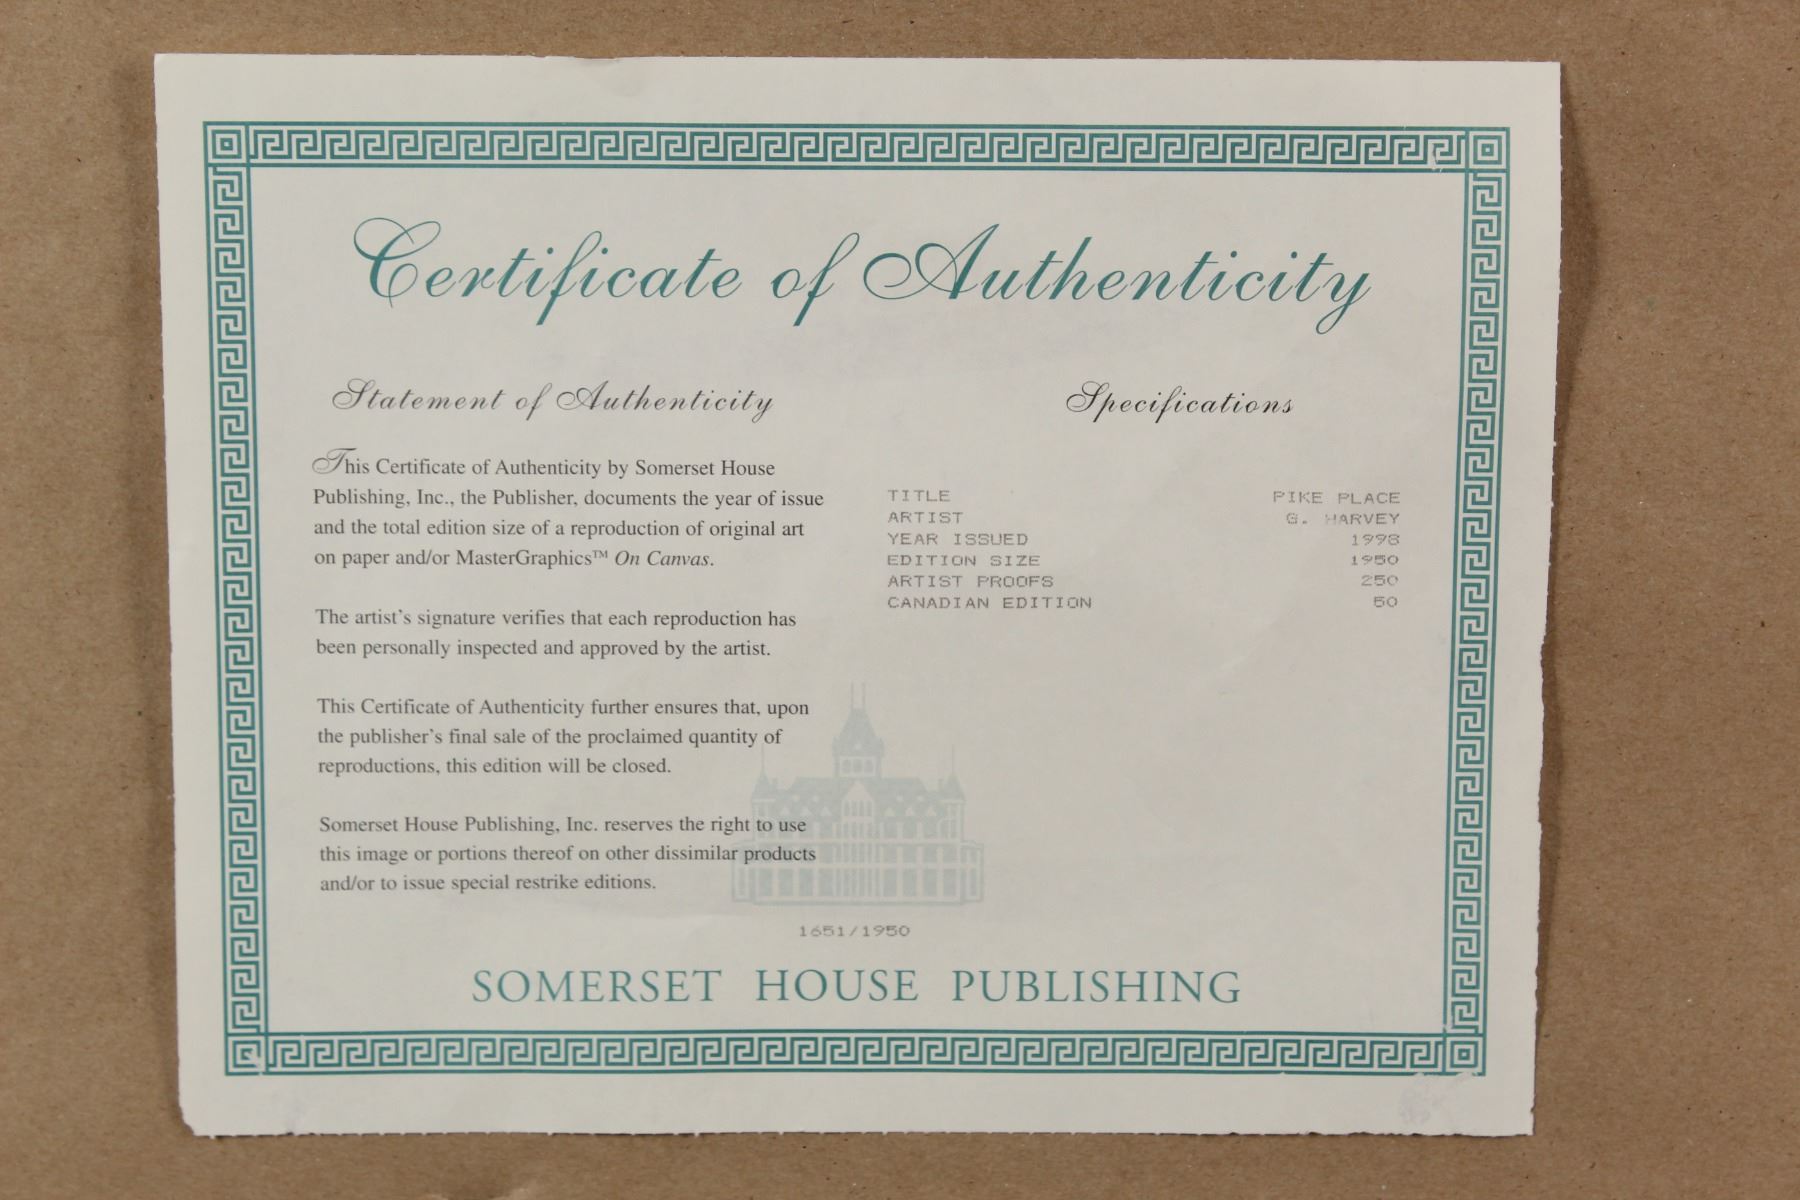 Certificate of Authenticity
Statement of Authenticity
This Certificate of Authenticity by Somerset House
Publishing, Inc., the Publisher, documents the year of issue
and the total edition size of a reproduction of original art
on paper and/or MasterGraphics™ On Canvas.
The artist's signature verifies that each reproduction has
been personally inspected and approved by the artist.
This Certificate of Authenticity further ensures that, upon
the publisher's final sale of the proclaimed quantity of
reproductions, this edition will be closed.
Somerset House Publishing, Inc. reserves the right to use
this image or portions thereof on other dissimilar products
and/or to issue special restrike editions.
Specifications
TITLE PIKE PLACE
ARTIST G. HARVEY
YEAR ISSUED 1998
EDITION SIZE 1950
ARTIST PROOFS 250
CANADIAN EDITION 50
1651/1950
SOMERSET HOUSE PUBLISHING